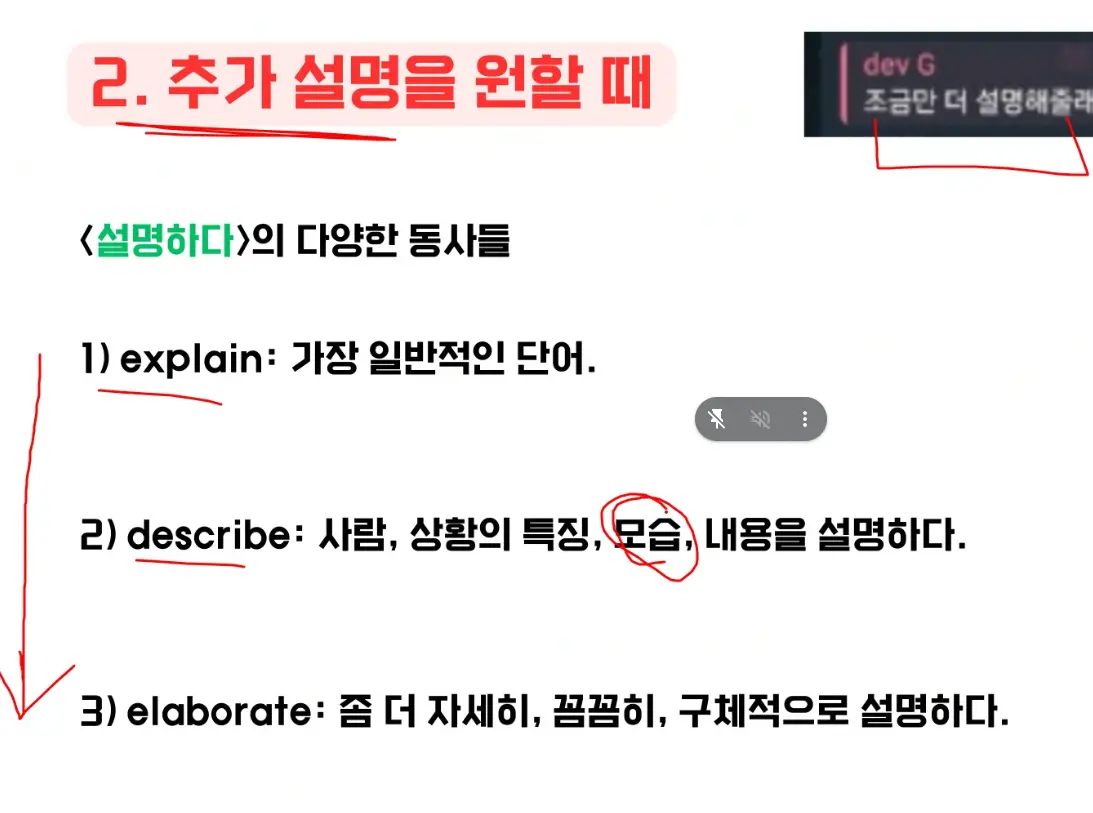 2. 추가 설명을 원할 때
dev G
조금만 더 설명해줄래
<설명하다>의 다양한 동사들
1) explain: 가장 일반적인 단어.
2) describe: 사람, 상황의 특징, 모습, 내용을 설명하다.
3) elaborate: 좀 더 자세히, 꼼꼼히, 구체적으로 설명하다.